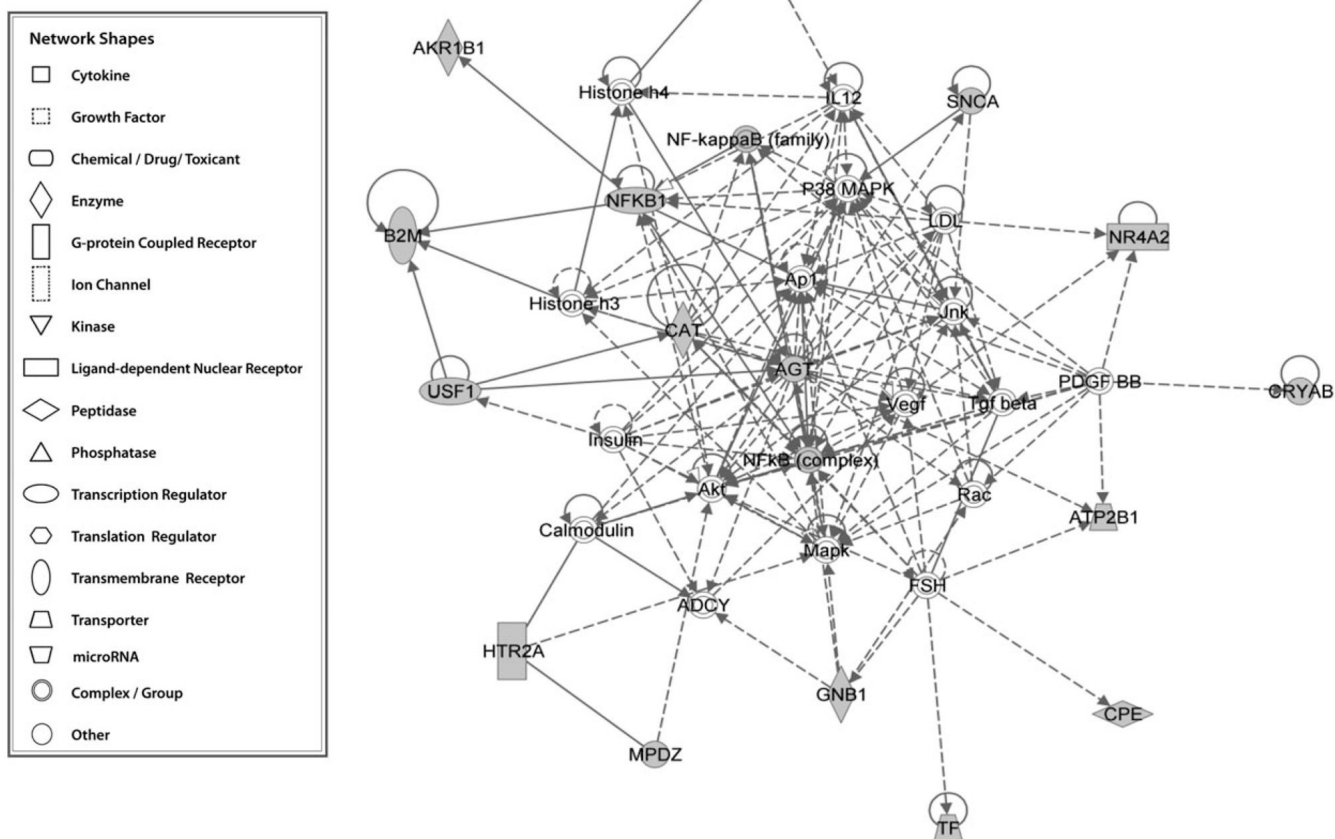 Network Shapes
Cytokine
Growth Factor
Chemical / Drug/ Toxicant
Enzyme
G-protein Coupled Receptor
Ion Channel
Kinase
Ligand-dependent Nuclear Receptor
Peptidase
Phosphatase
Transcription Regulator
Translation Regulator
Transmembrane Receptor
Transporter
microRNA
Complex / Group
Other
AKR1B1
Histone h4
IL12
SNCA
NF-kappaB (family)
P38 MAPK
NFKB1
LDL
B2M
NR4A2
Ap1
Histone h3
Jnk
CAT
AGT
PDGF BB
USF1
CRYAB
Vegf
Tgf beta
Insulin
NFkB (complex)
Akt
Rac
ATP2B1
Calmodulin
Mapk
FSH
ADCY
HTR2A
GNB1
CPE
MPDZ
TF